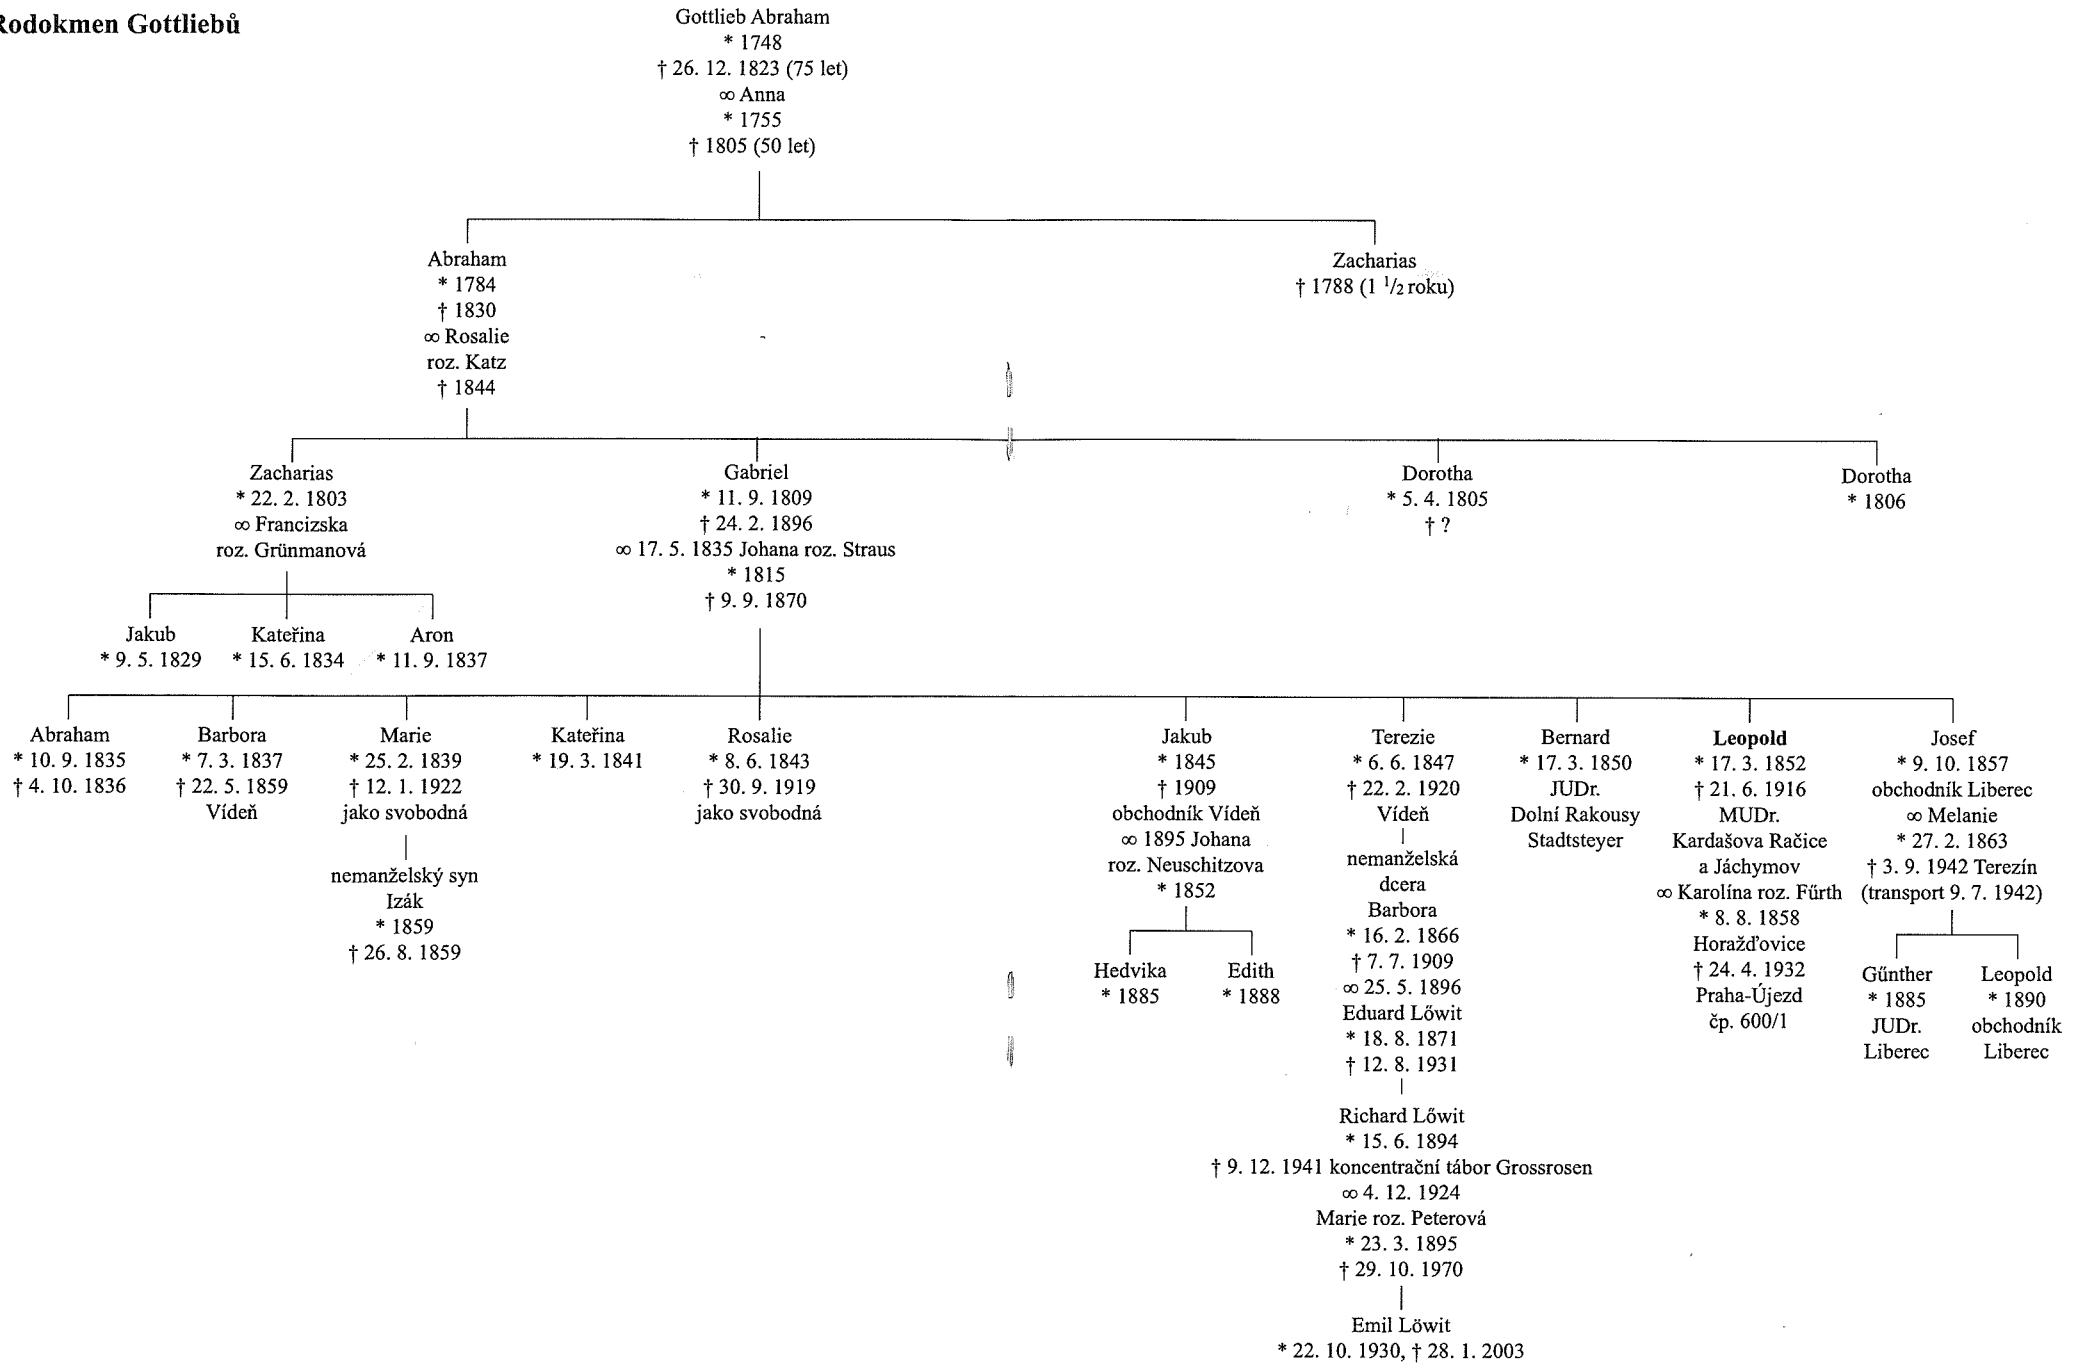 Rodokmen Gottliebů
Gottlieb Abraham
* 1748
† 26. 12. 1823 (75 let)
∞ Anna
* 1755
† 1805 (50 let)
Abraham
* 1784
† 1830
∞ Rosalie
roz. Katz
† 1844
Zacharias
† 1788 (1 1/2 roku)
Zacharias
* 22. 2. 1803
∞ Francizska
roz. Grünmanová
Gabriel
* 11. 9. 1809
† 24. 2. 1896
∞ 17. 5. 1835 Johana roz. Straus
* 1815
† 9. 9. 1870
Dorotha
* 5. 4. 1805
† ?
Dorotha
* 1806
Jakub
* 9. 5. 1829
Kateřina
* 15. 6. 1834
Aron
* 11. 9. 1837
Abraham
* 10. 9. 1835
† 4. 10. 1836
Barbora
* 7. 3. 1837
† 22. 5. 1859
Vídeň
Marie
* 25. 2. 1839
† 12. 1. 1922
jako svobodná
nemanželský syn
Izák
* 1859
† 26. 8. 1859
Kateřina
* 19. 3. 1841
Rosalie
* 8. 6. 1843
† 30. 9. 1919
jako svobodná
Jakub
* 1845
† 1909
obchodník Vídeň
∞ 1895 Johana
roz. Neuschitzova
* 1852
Hedvika
* 1885
Edith
* 1888
Terezie
* 6. 6. 1847
† 22. 2. 1920
Vídeň
nemanželská
dcera
Barbora
* 16. 2. 1866
† 7. 7. 1909
∞ 25. 5. 1896
Eduard Lőwit
* 18. 8. 1871
† 12. 8. 1931
Richard Lőwit
* 15. 6. 1894
† 9. 12. 1941 koncentrační tábor Grossrosen
∞ 4. 12. 1924
Marie roz. Peterová
* 23. 3. 1895
† 29. 10. 1970
Emil Löwit
* 22. 10. 1930, † 28. 1. 2003
Bernard
* 17. 3. 1850
JUDr.
Dolní Rakousy
Stadtsteyer
Leopold
* 17. 3. 1852
† 21. 6. 1916
MUDr.
Kardašova Račice
a Jáchymov
∞ Karolína roz. Fűrth
* 8. 8. 1858
Horažďovice
† 24. 4. 1932
Praha-Újezd
čp. 600/1
Josef
* 9. 10. 1857
obchodník Liberec
∞ Melanie
* 27. 2. 1863
† 3. 9. 1942 Terezín
(transport 9. 7. 1942)
Gűnther
* 1885
JUDr.
Liberec
Leopold
* 1890
obchodník
Liberec